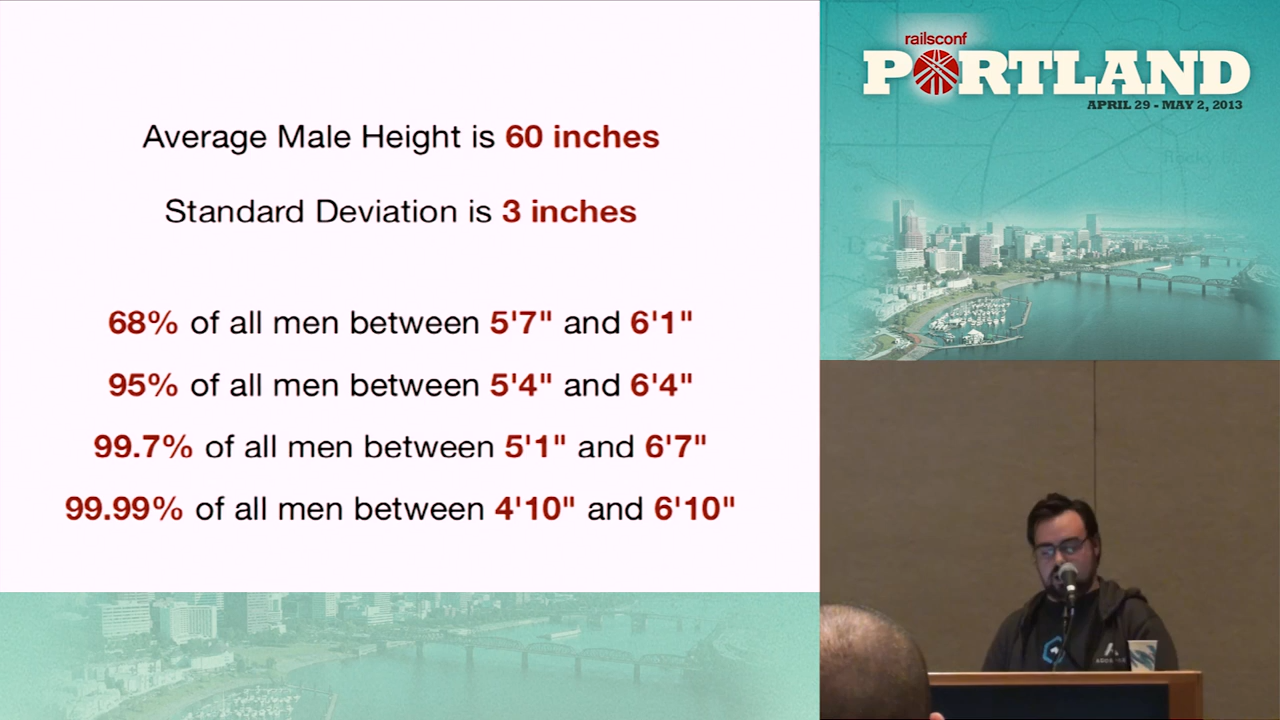 Average Male Height is 60 inches
Standard Deviation is 3 inches
68% of all men between 5'7" and 6'1"
95% of all men between 5'4" and 6'4"
99.7% of all men between 5'1" and 6'7"
99.99% of all men between 4'10" and 6'10"
railsconf
PORTLAND
APRIL 29 - MAY 2, 2013